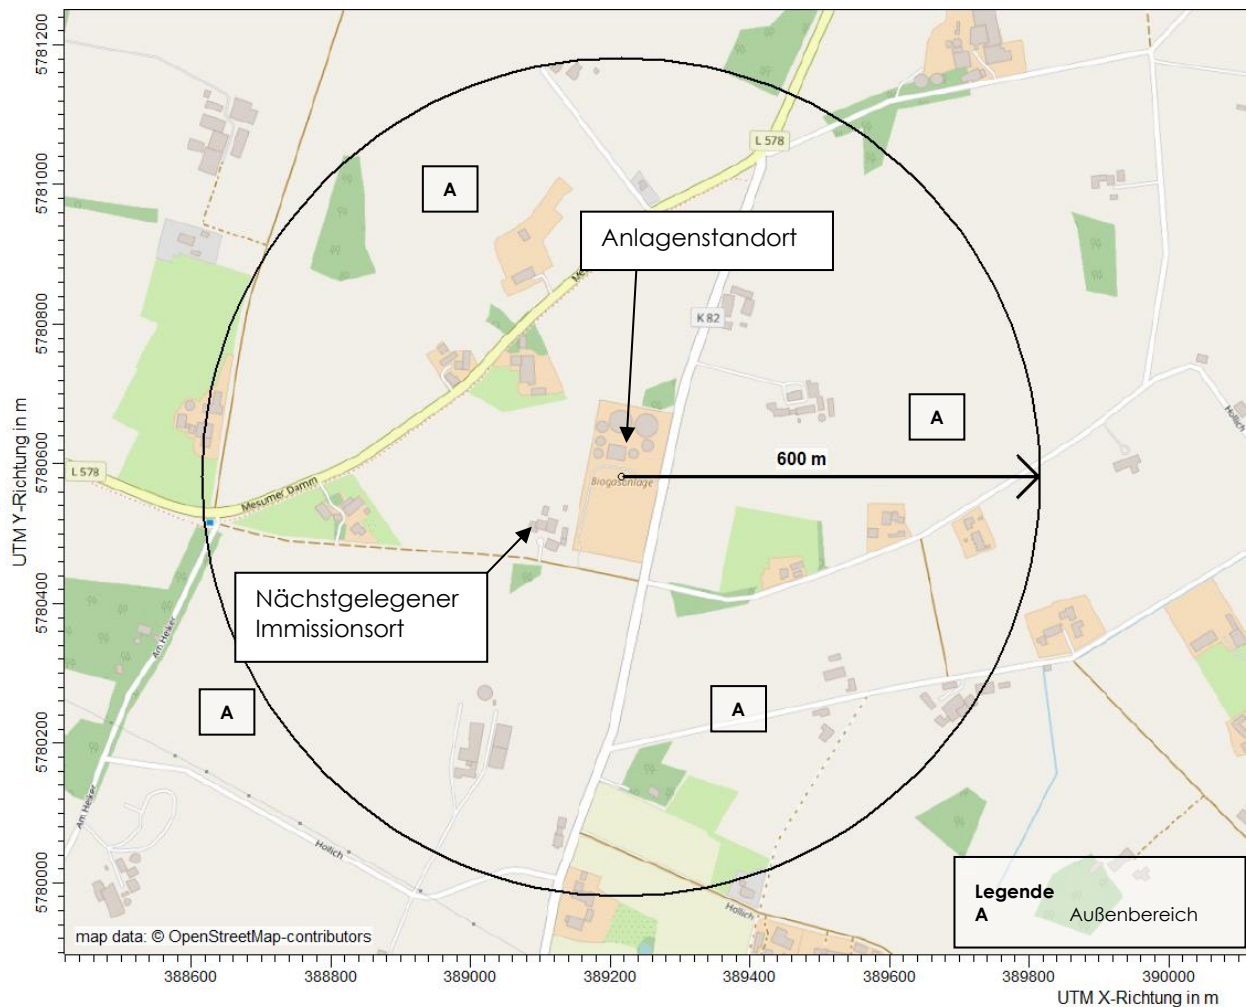 5781200
5781000
5780800
5780600
5780400
5780200
5780000
UTM Y-Richtung in m
L 578
A
Anlagenstandort
K 82
A
Hollich
L 578
600 m
Mesumer Damm
Biogasanlage
Nächstgelegener
Immissionsort
Am Heiker
A
A
Am Heiker
Hollich
Hollich
Legende
A Außenbereich
map data: © OpenStreetMap-contributors
388600
388800
389000
389200
389400
389600
389800
390000
UTM X-Richtung in m